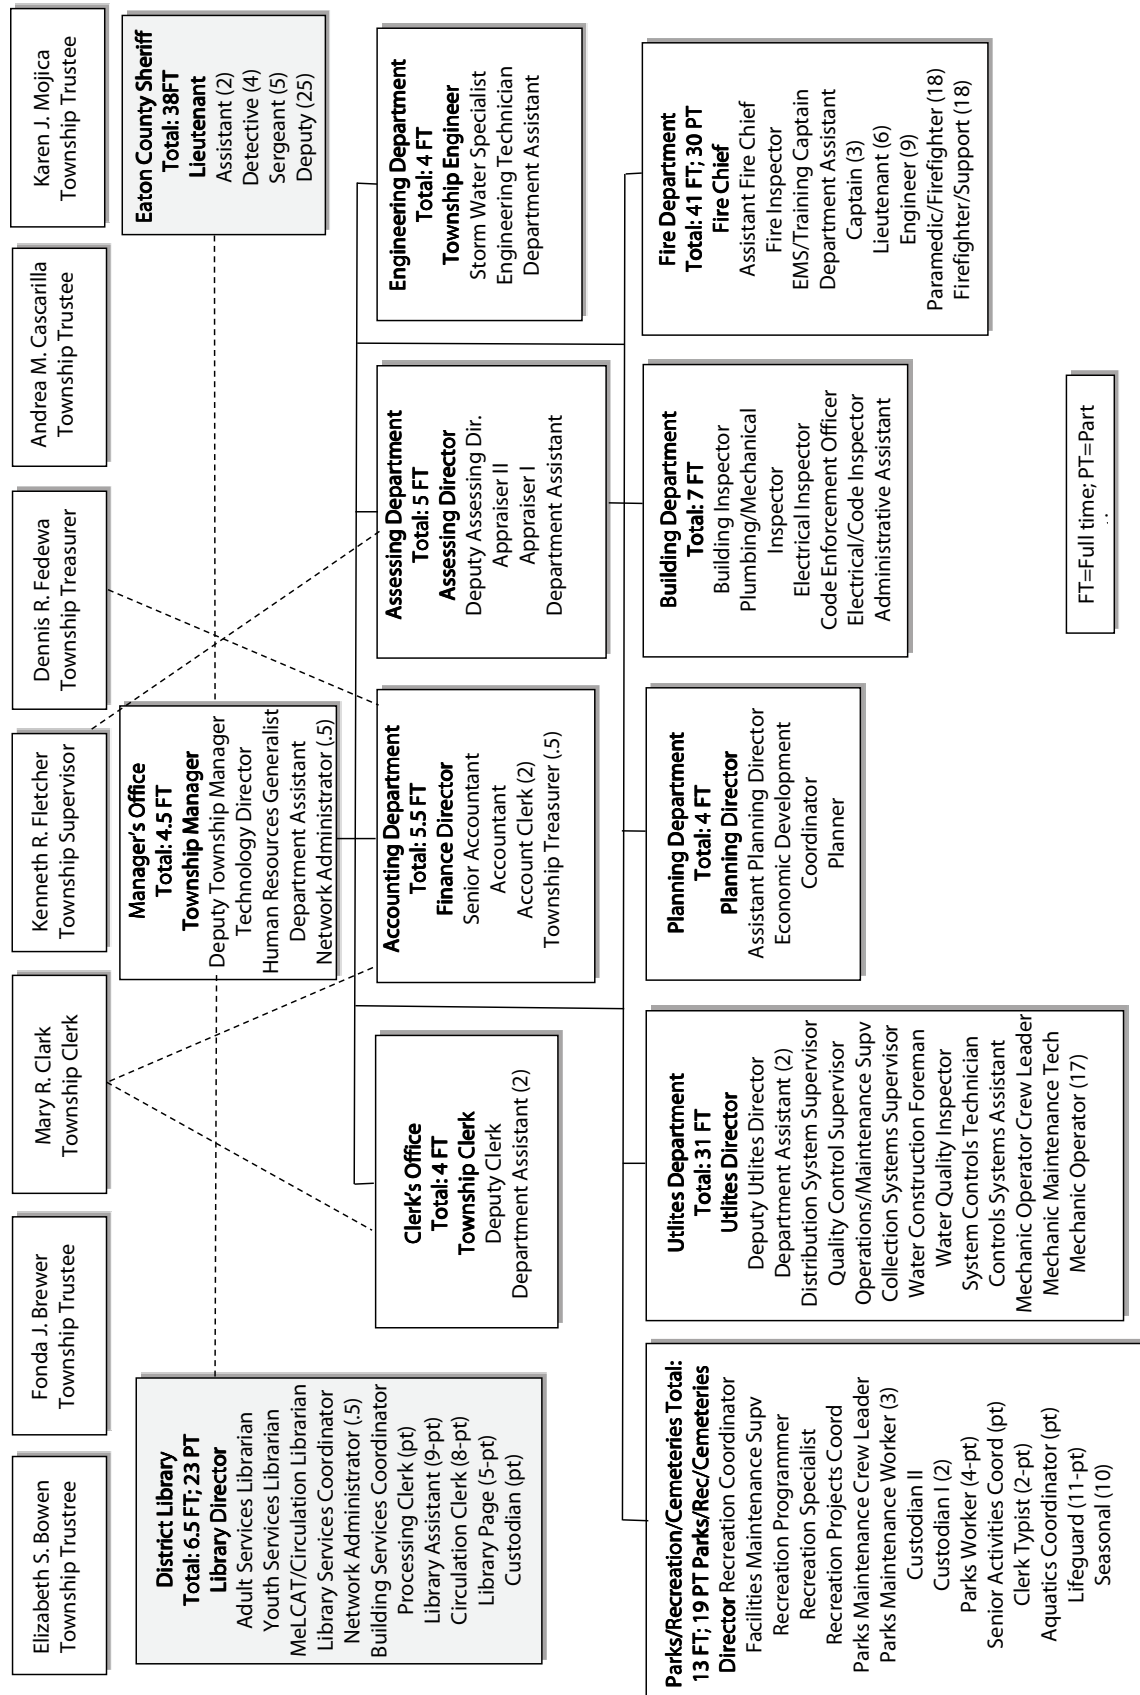 Elizabeth S. Bowen
Township Trustee
Fonda J. Brewer
Township Trustee
Mary R. Clark
Township Clerk
Kenneth R. Fletcher
Township Supervisor
Dennis R. Fedewa
Township Treasurer
Andrea M. Cascarilla
Township Trustee
Karen J. Mojica
Township Trustee
District Library
Total: 6.5 FT; 23 PT
Library Director
Adult Services Librarian
Youth Services Librarian
MeLCAT/Circulation Librarian
Library Services Coordinator
Network Administrator (.5)
Building Services Coordinator
Processing Clerk (pt)
Library Assistant (9-pt)
Circulation Clerk (8-pt)
Library Page (5-pt)
Custodian (pt)
Manager's Office
Total: 4.5 FT
Township Manager
Deputy Township Manager
Technology Director
Human Resources Generalist
Department Assistant
Network Administrator (.5)
Eaton County Sheriff
Total: 38FT
Lieutenant
Assistant (2)
Detective (4)
Sergeant (5)
Deputy (25)
Clerk's Office
Total: 4 FT
Township Clerk
Deputy Clerk
Department Assistant (2)
Accounting Department
Total: 5.5 FT
Finance Director
Senior Accountant
Accountant
Account Clerk (2)
Township Treasurer (.5)
Assessing Department
Total: 5 FT
Assessing Director
Deputy Assessing Dir.
Appraiser II
Appraiser I
Department Assistant
Engineering Department
Total: 4 FT
Township Engineer
Storm Water Specialist
Engineering Technician
Department Assistant
Parks/Recreation/Cemeteries Total:
13 FT; 19 PT Parks/Rec/Cemeteries
Director Recreation Coordinator
Facilities Maintenance Supv
Recreation Programmer
Recreation Specialist
Recreation Projects Coord
Parks Maintenance Crew Leader
Parks Maintenance Worker (3)
Custodian II
Custodian I (2)
Parks Worker (4-pt)
Senior Activities Coord (pt)
Clerk Typist (2-pt)
Aquatics Coordinator (pt)
Lifeguard (11-pt)
Seasonal (10)
Utlites Department
Total: 31 FT
Utlites Director
Deputy Utlites Director
Department Assistant (2)
Distribution System Supervisor
Quality Control Supervisor
Operations/Maintenance Supv
Collection Systems Supervisor
Water Construction Foreman
Water Quality Inspector
System Controls Technician
Controls Systems Assistant
Mechanic Operator Crew Leader
Mechanic Maintenance Tech
Mechanic Operator (17)
Planning Department
Total: 4 FT
Planning Director
Assistant Planning Director
Economic Development
Coordinator
Planner
Building Department
Total: 7 FT
Building Inspector
Plumbing/Mechanical
Inspector
Electrical Inspector
Code Enforcement Officer
Electrical/Code Inspector
Administrative Assistant
Fire Department
Total: 41 FT; 30 PT
Fire Chief
Assistant Fire Chief
Fire Inspector
EMS/Training Captain
Department Assistant
Captain (3)
Lieutenant (6)
Engineer (9)
Paramedic/Firefighter (18)
Firefighter/Support (18)
FT=Full time; PT=Part